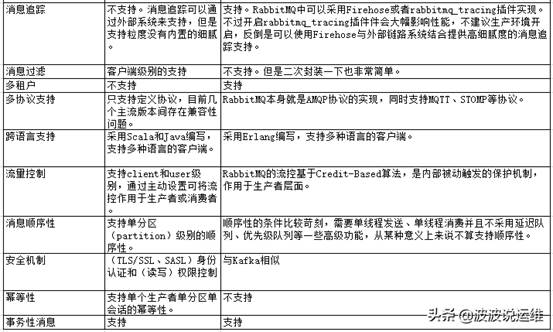 消息追踪
不支持。消息追踪可以通过外部系统来支持，但是支持粒度没有内置的细腻。
支持。RabbitMQ中可以采用Firehose或者rabbitmq_tracing插件实现。不过开启rabbitmq_tracing插件件会大幅影响性能，不建议生产环境开启，反倒是可以使用Firehose与外部链路系统结合提供高细腻度的消息追踪支持。
消息过滤
客户端级别的支持
不支持。但是二次封装一下也非常简单。
多租户
不支持
支持
多协议支持
只支持定义协议，目前几个主流版本间存在兼容性问题。
RabbitMQ本身就是AMQP协议的实现，同时支持MQTT、STOMP等协议。
跨语言支持
采用Scala和Java编写，支持多种语言的客户端。
采用Erlang编写，支持多种语言的客户端。
流量控制
支持client和user级别，通过主动设置可将流控作用于生产者或消费者。
RabbitMQ的流控基于Credit-Based算法，是内部被动触发的保护机制，作用于生产者层面。
消息顺序性
支持单分区（partition）级别的顺序性。
顺序性的条件比较苛刻，需要单线程发送、单线程消费并且不采用延迟队列、优先级队列等一些高级功能，从某种意义上来说不算支持顺序性。
安全机制
（TLS/SSL、SASL）身份认证和（读写）权限控制
与Kafka相似
幂等性
支持单个生产者单分区单会话的幂等性。
不支持
事务性消息
支持
支持
头条 @波波说运维